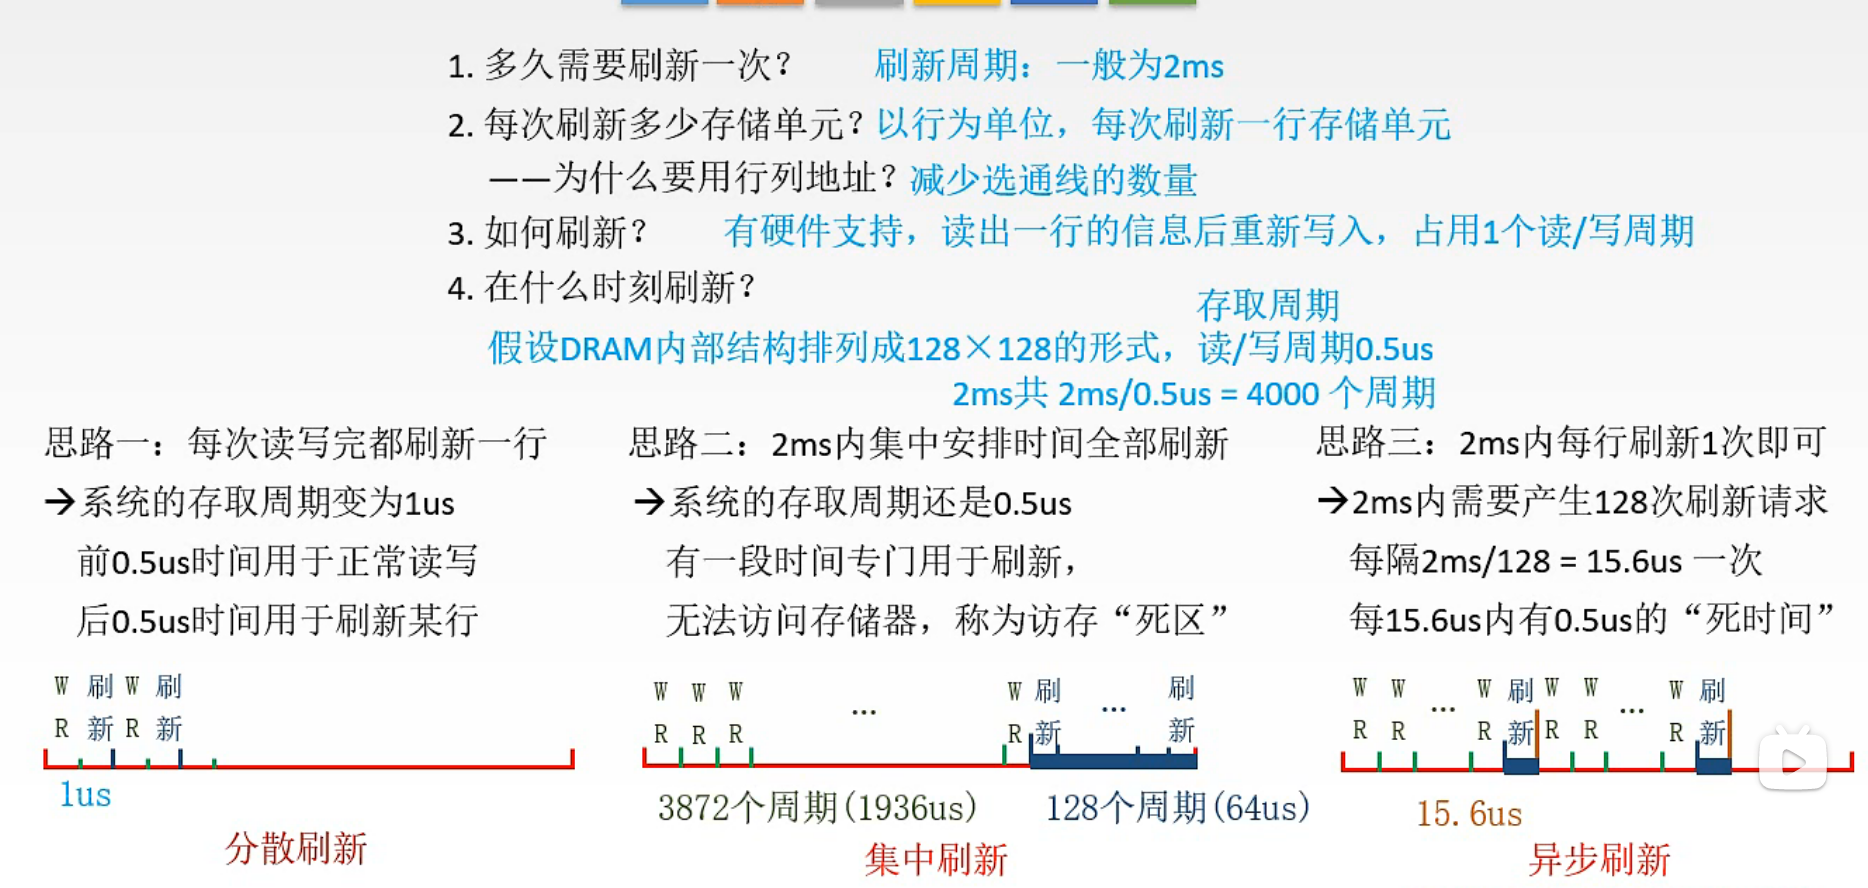 1. 多久需要刷新一次？ 刷新周期：一般为2ms
2. 每次刷新多少存储单元？以行为单位，每次刷新一行存储单元
——为什么要用行列地址？减少选通线的数量
3. 如何刷新？ 有硬件支持，读出一行的信息后重新写入，占用1个读/写周期
4. 在什么时刻刷新？
存取周期
假设DRAM内部结构排列成128×128的形式，读/写周期0.5us
2ms共 2ms/0.5us = 4000 个周期
思路一：每次读写完都刷新一行
→系统的存取周期变为1us
前0.5us时间用于正常读写
后0.5us时间用于刷新某行
W 刷 W 刷
R 新 R 新
1us
分散刷新
思路二：2ms内集中安排时间全部刷新
→系统的存取周期还是0.5us
有一段时间专门用于刷新，
无法访问存储器，称为访存“死区”
W W W ... W 刷 ... 刷
R R R R 新 新
3872个周期(1936us) 128个周期(64us)
集中刷新
思路三：2ms内每行刷新1次即可
→2ms内需要产生128次刷新请求
每隔2ms/128 = 15.6us 一次
每15.6us内有0.5us的“死时间”
W W ... W 刷 W W ... W 刷
R R R 新 R R R 新
15.6us
异步刷新